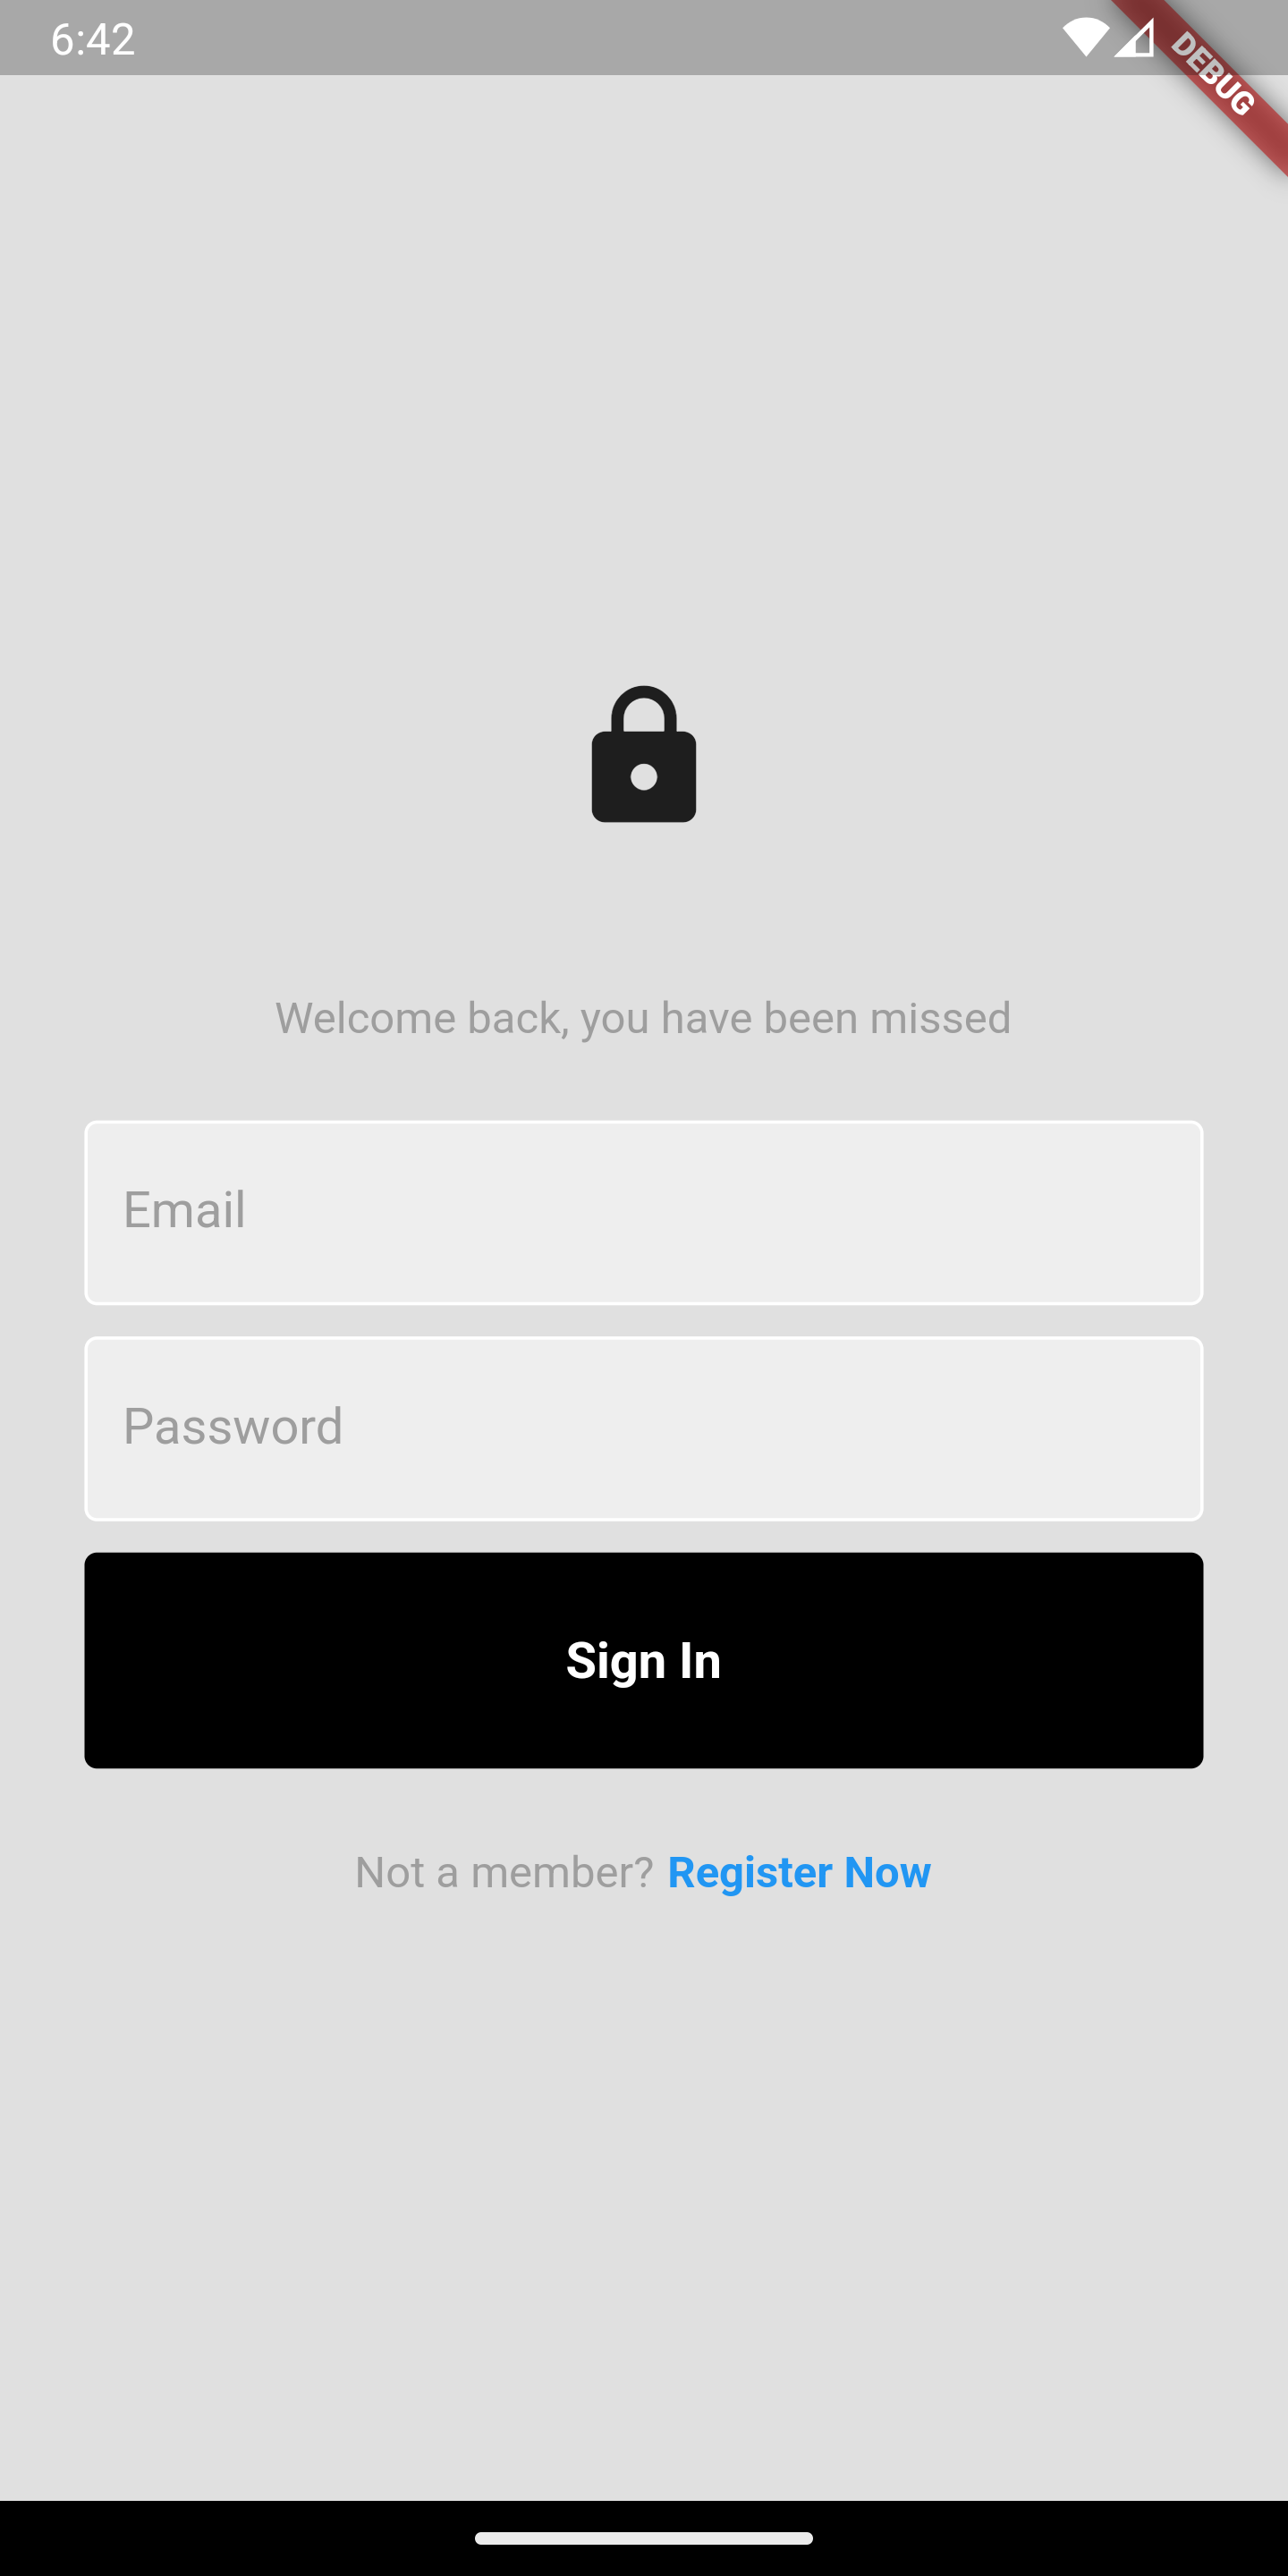 6:42
DEBUG
Welcome back, you have been missed
Email
Password
Sign In
Not a member? Register Now